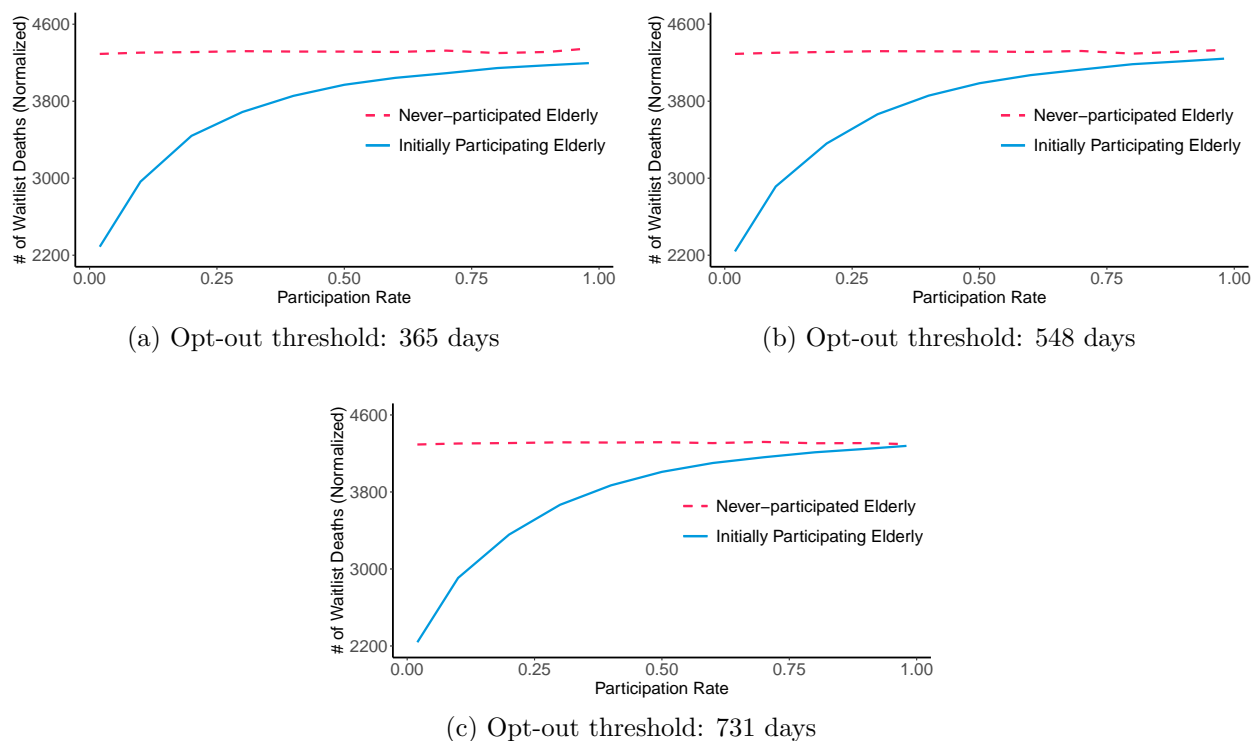 # of Waitlist Deaths (Normalized)
4600
3800
3000
2200
Never−participated Elderly
Initially Participating Elderly
0.00 0.25 0.50 0.75 1.00
Participation Rate
(a) Opt-out threshold: 365 days
# of Waitlist Deaths (Normalized)
4600
3800
3000
2200
Never−participated Elderly
Initially Participating Elderly
0.00 0.25 0.50 0.75 1.00
Participation Rate
(b) Opt-out threshold: 548 days
# of Waitlist Deaths (Normalized)
4600
3800
3000
2200
Never−participated Elderly
Initially Participating Elderly
0.00 0.25 0.50 0.75 1.00
Participation Rate
(c) Opt-out threshold: 731 days